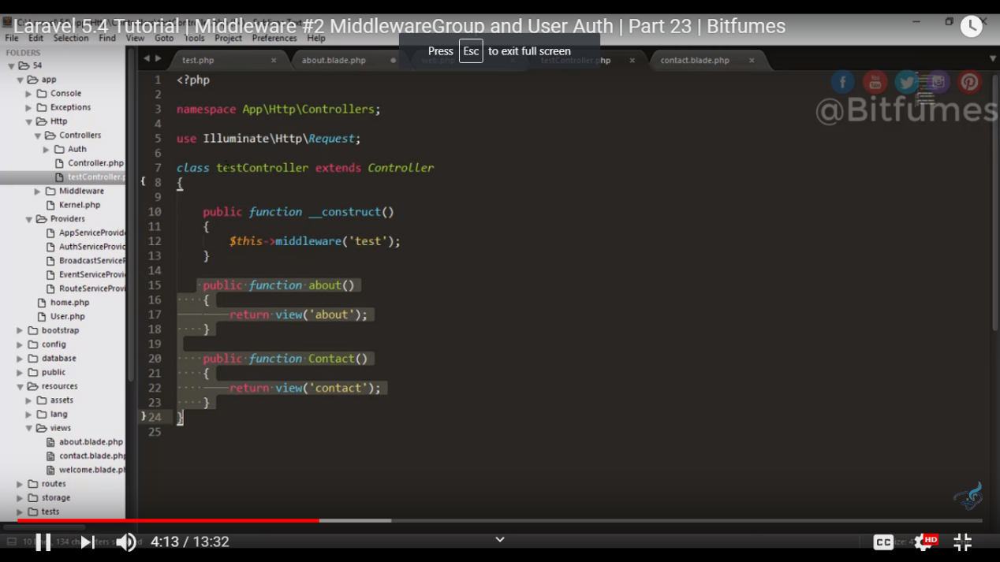 Laravel 5.4 Tutorial | Middleware #2 MiddlewareGroup and User Auth | Part 23 | Bitfumes
File Edit Selection Find View Goto Tools Project Preferences Help
Press Esc to exit full screen
FOLDERS
54
app
Console
Exceptions
Http
Controllers
Auth
Controller.php
testController.p
Middleware
Kernel.php
Providers
AppServiceProvide
AuthServiceProvic
BroadcastServiceP
EventServiceProvi
RouteServiceProvi
home.php
User.php
bootstrap
config
database
public
resources
assets
lang
views
about.blade.php
contact.blade.php
welcome.blade.ph
routes
storage
tests
test.php × about.blade.php web.php testController.php × contact.blade.php ×
@Bitfumes
1 <?php
2
3 namespace App\Http\Controllers;
4
5 use Illuminate\Http\Request;
6
7 class testController extends Controller
8 {
9
10 public function __construct()
11 {
12 $this->middleware('test');
13 }
14
15 public function about()
16 {
17 return view('about');
18 }
19
20 public function Contact()
21 {
22 return view('contact');
23 }
24 }
25
4:13 / 13:32
CC HD